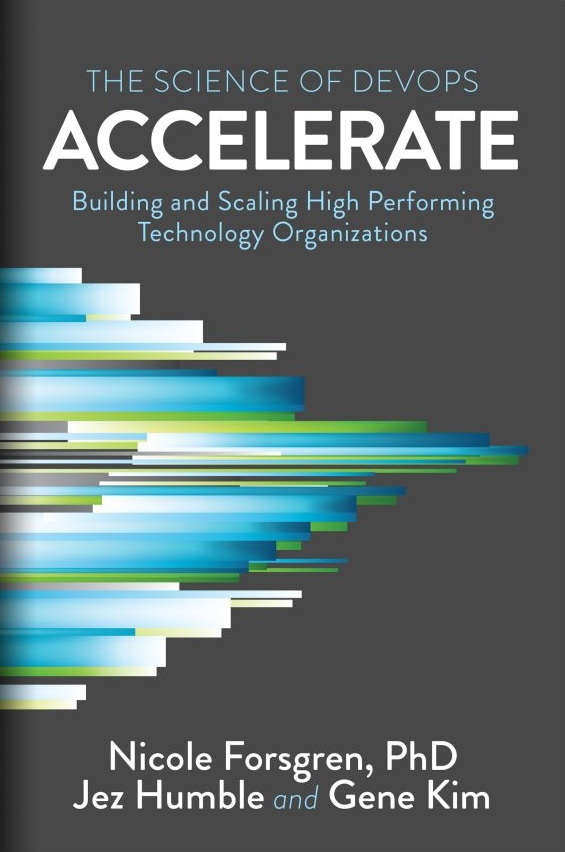 THE SCIENCE OF DEVOPS
ACCELERATE
Building and Scaling High Performing
Technology Organizations
Nicole Forsgren, PhD
Jez Humble and Gene Kim